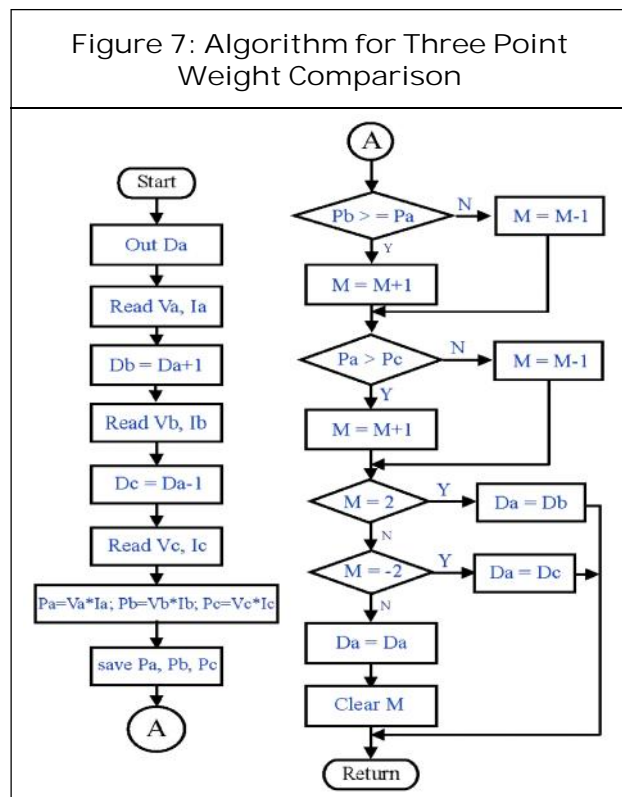 Figure 7: Algorithm for Three Point
Weight Comparison
Start
Out Da
Read Va, Ia
Db = Da+1
Read Vb, Ib
Dc = Da-1
Read Vc, Ic
Pa=Va*Ia; Pb=Vb*Ib; Pc=Vc*Ic
save Pa, Pb, Pc
A
A
Pb > = Pa
N
M = M-1
Y
M = M+1
Pa > Pc
N
M = M-1
Y
M = M+1
M = 2
Y
Da = Db
N
M = -2
Y
Da = Dc
N
Da = Da
Clear M
Return